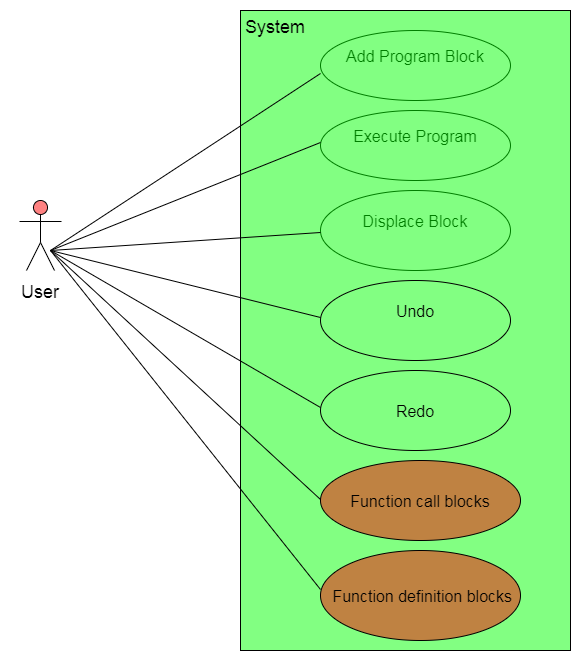 System
Add Program Block
Execute Program
Displace Block
User
Undo
Redo
Function call blocks
Function definition blocks